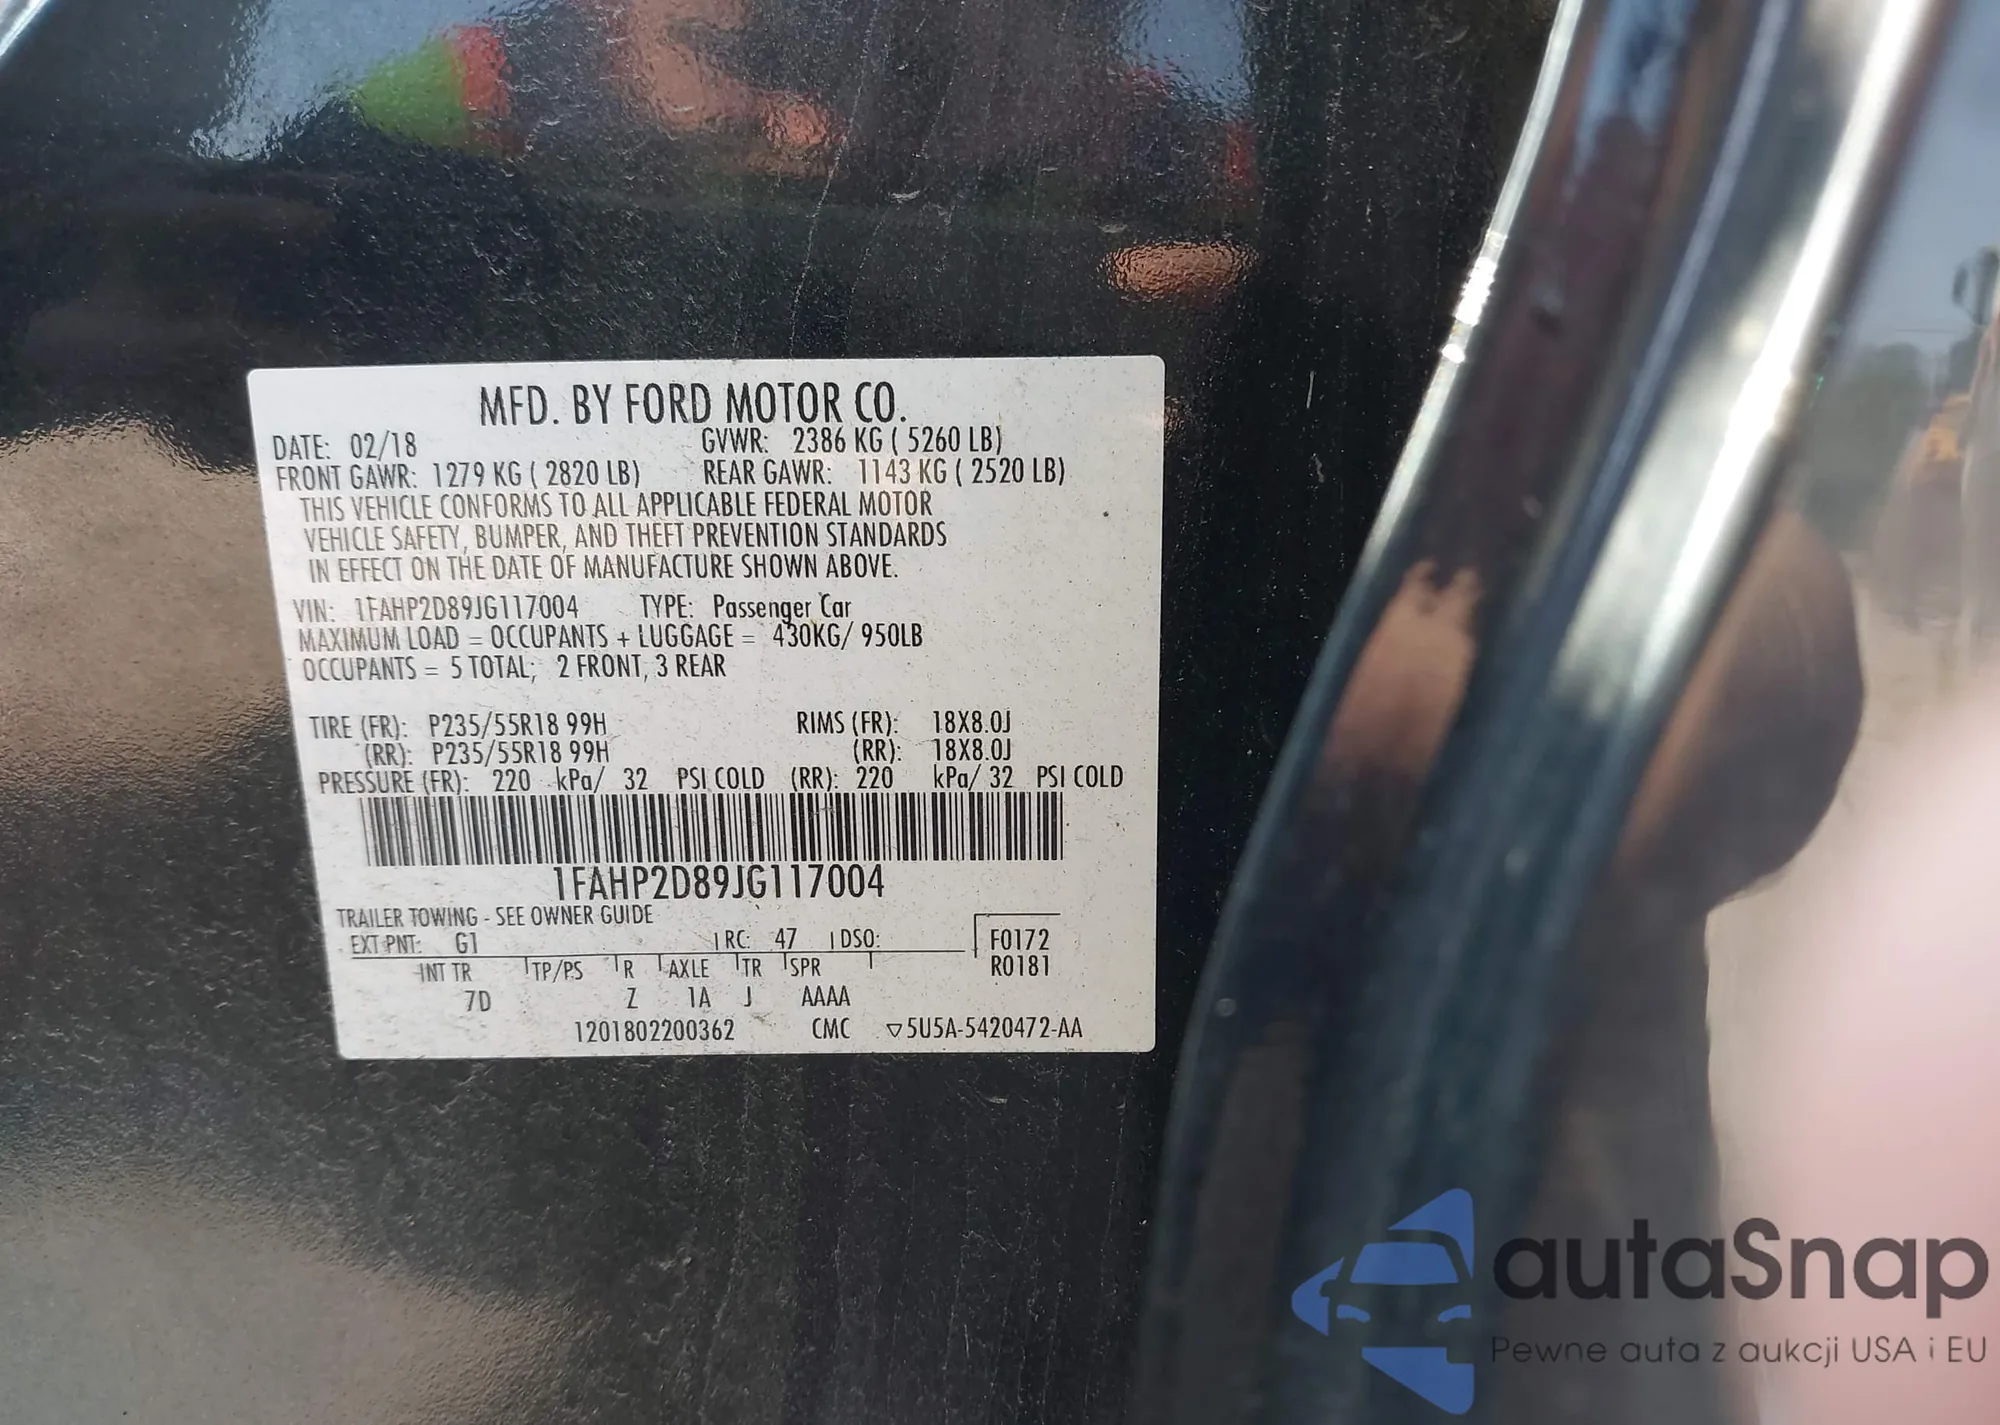 MFD. BY FORD MOTOR CO.
DATE: 02/18 GVWR: 2386 KG ( 5260 LB)
FRONT GAWR: 1279 KG ( 2820 LB) REAR GAWR: 1143 KG ( 2520 LB)
THIS VEHICLE CONFORMS TO ALL APPLICABLE FEDERAL MOTOR
VEHICLE SAFETY, BUMPER, AND THEFT PREVENTION STANDARDS
IN EFFECT ON THE DATE OF MANUFACTURE SHOWN ABOVE.
VIN: 1FAHP2D89JG117004 TYPE: Passenger Car
MAXIMUM LOAD = OCCUPANTS + LUGGAGE = 430KG/ 950LB
OCCUPANTS = 5 TOTAL; 2 FRONT, 3 REAR
TIRE (FR): P235/55R18 99H RIMS (FR): 18X8.0J
(RR): P235/55R18 99H (RR): 18X8.0J
PRESSURE (FR): 220 kPa/ 32 PSI COLD (RR): 220 kPa/ 32 PSI COLD
1FAHP2D89JG117004
TRAILER TOWING - SEE OWNER GUIDE
EXT PNT: G1 RC: 47 DSO: F0172
INT TR TP/PS R AXLE TR SPR R0181
7D Z 1A J AAAA
1201802200362 CMC ▽5U5A-5420472-AA
autaSnap
Pewne auta z aukcji USA i EU